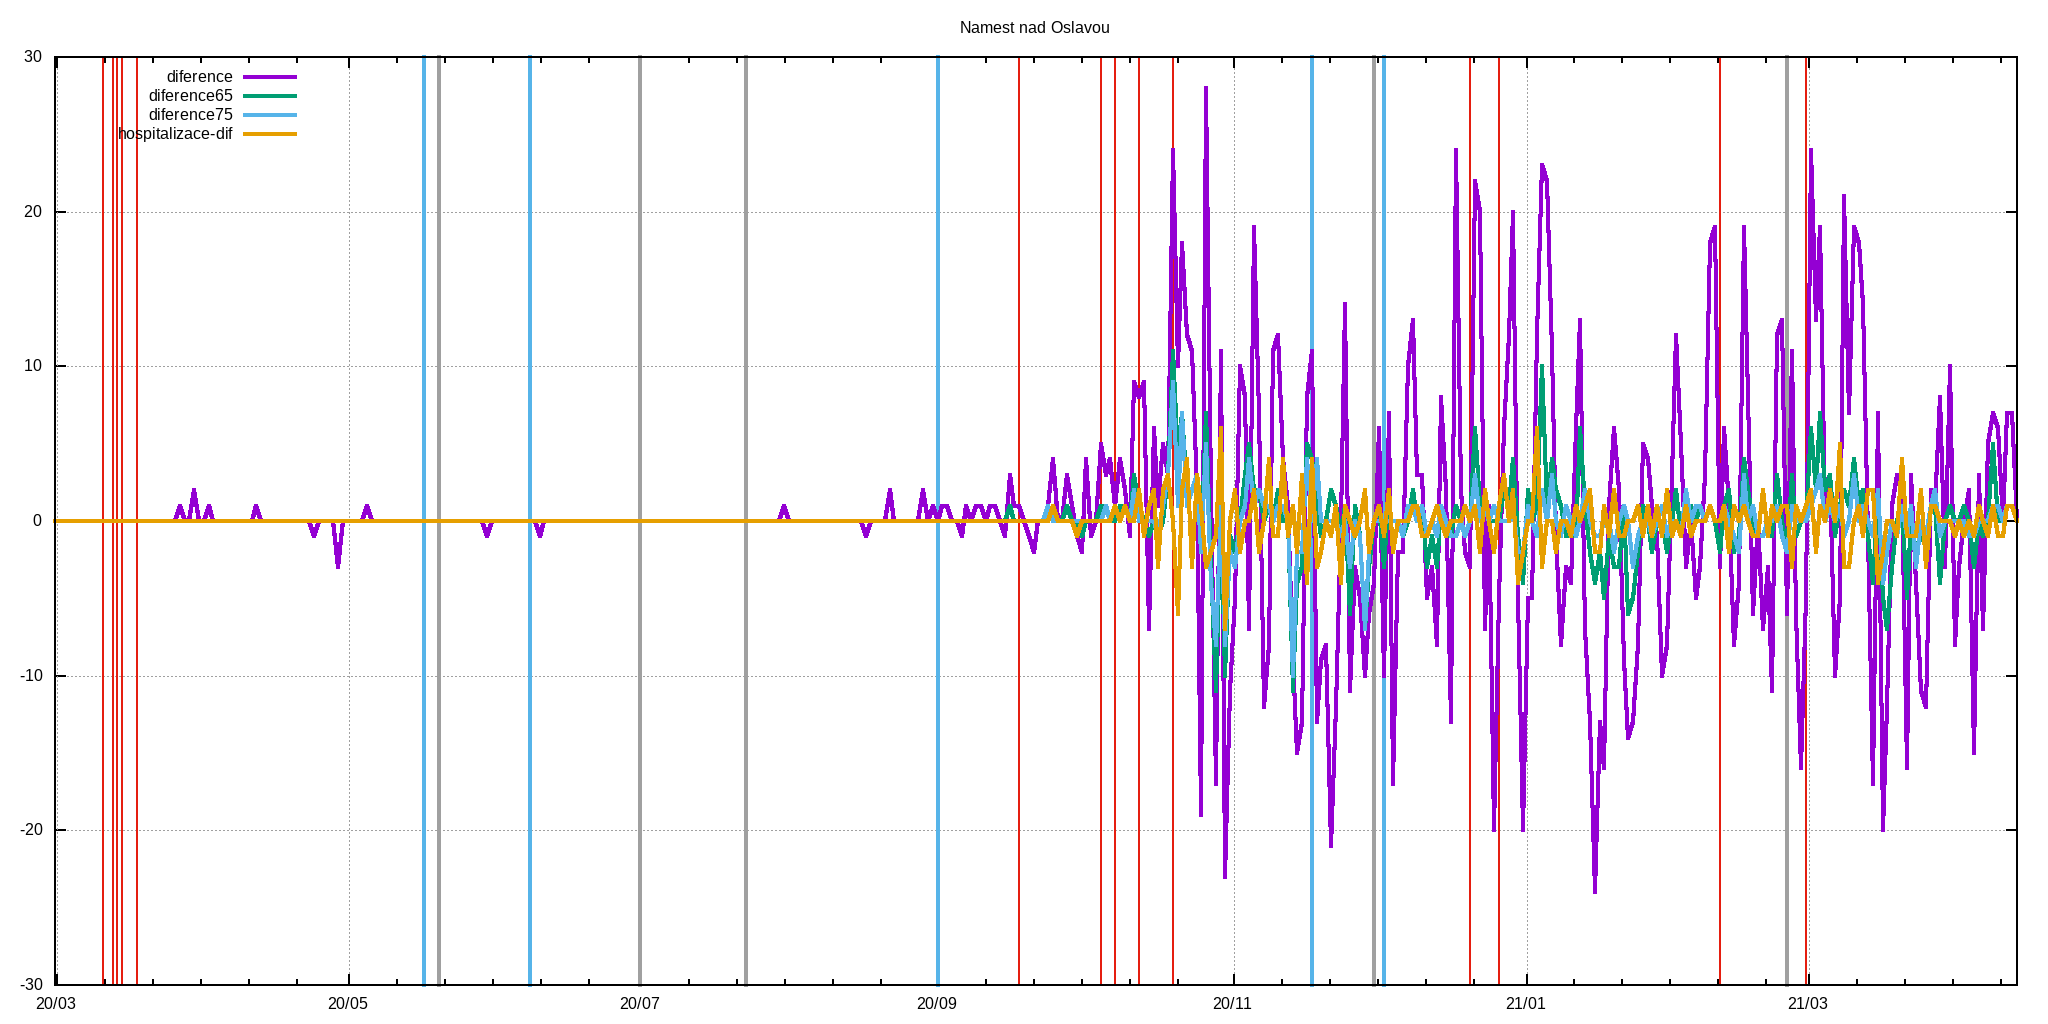 Namest nad Oslavou
30
diference
diference65
diference75
hospitalizace-dif
20
10
0
-10
-20
-30
20/03 20/05 20/07 20/09 20/11 21/01 21/03